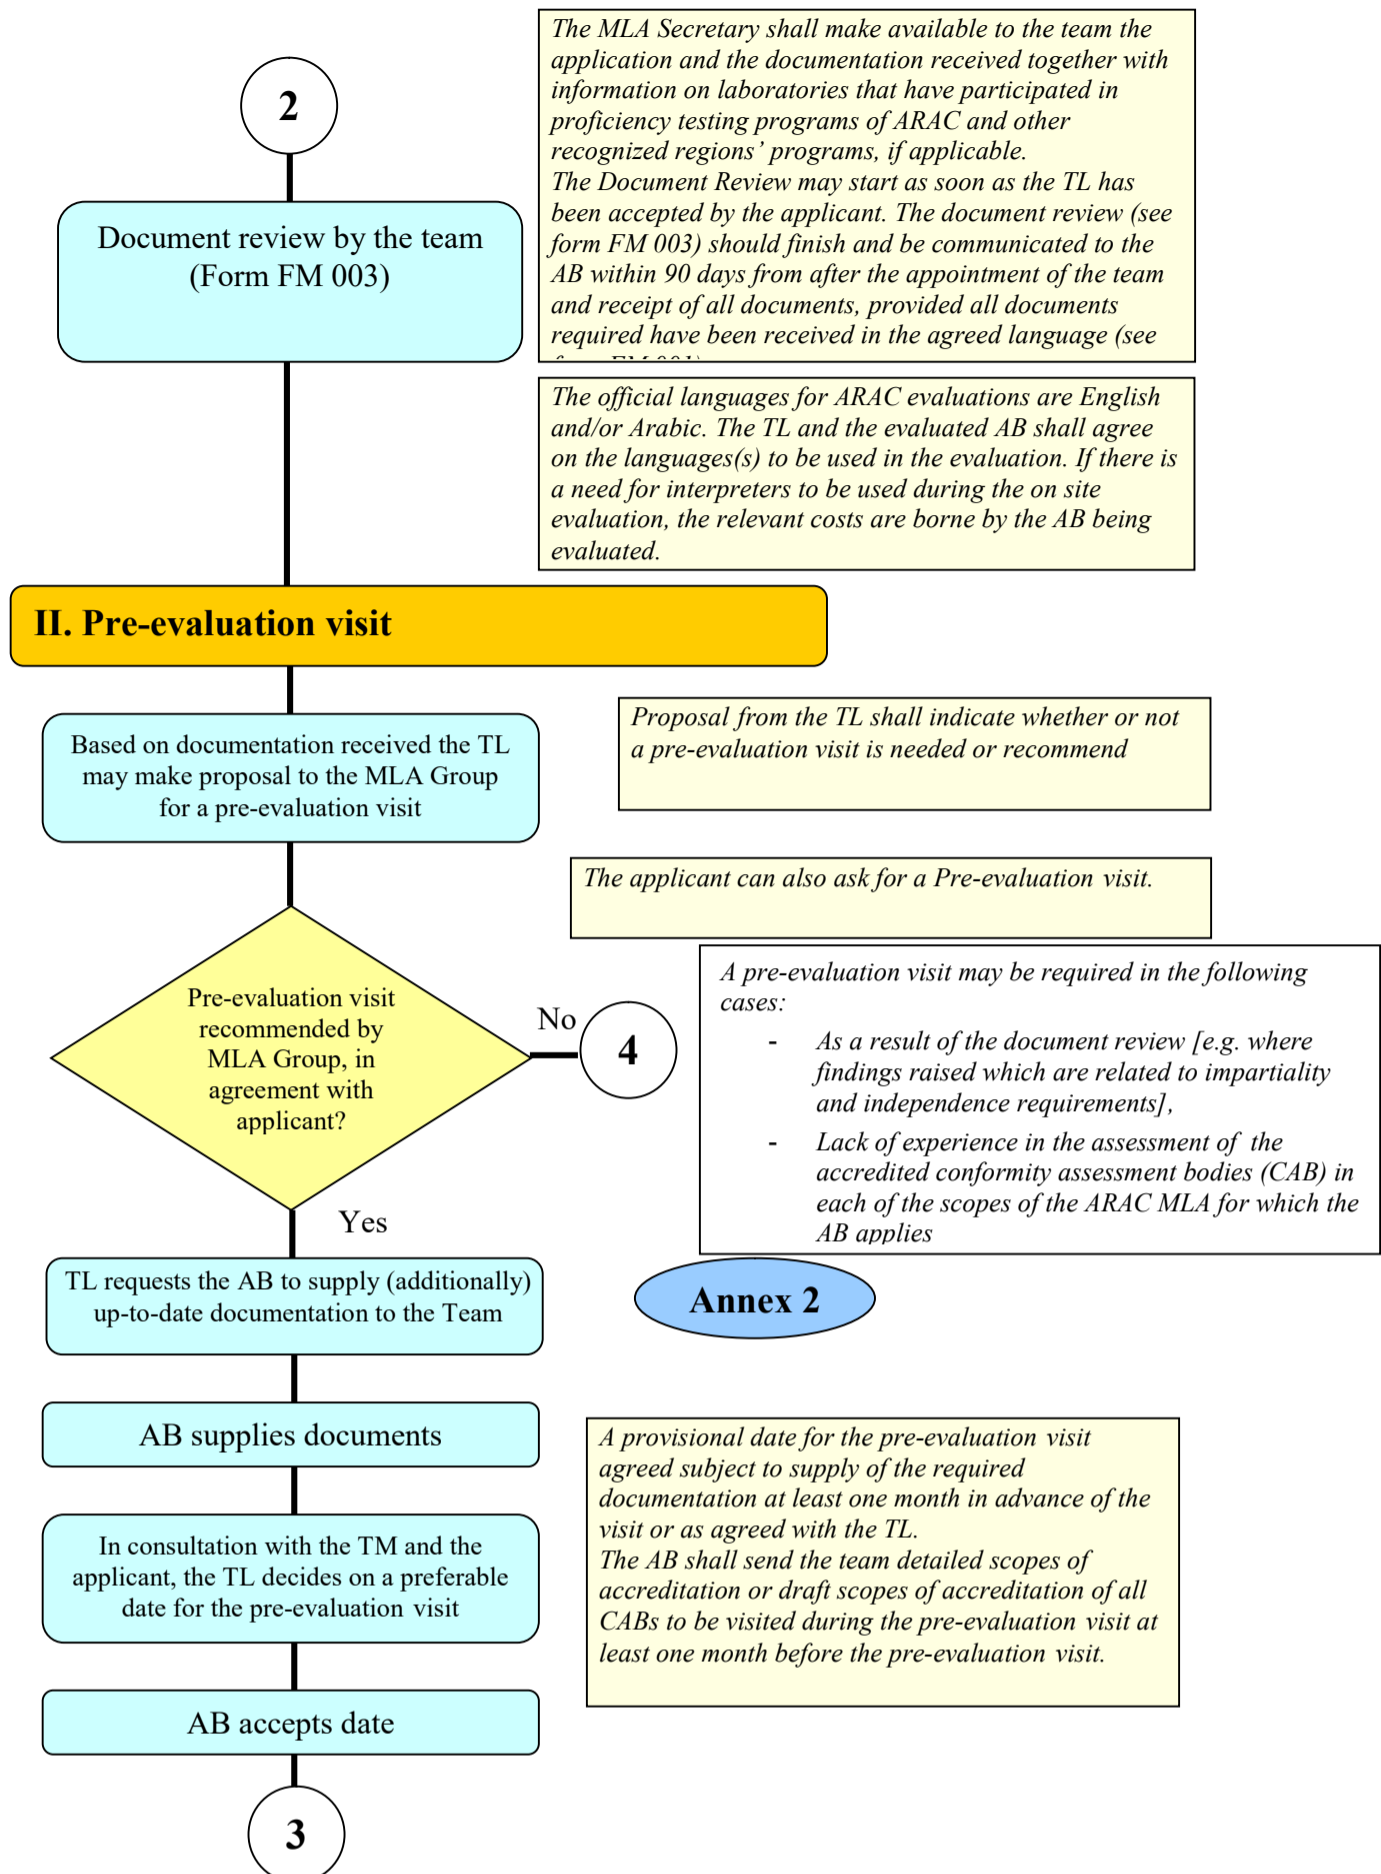 2
The MLA Secretary shall make available to the team the
application and the documentation received together with
information on laboratories that have participated in
proficiency testing programs of ARAC and other
recognized regions’ programs, if applicable.
The Document Review may start as soon as the TL has
been accepted by the applicant. The document review (see
form FM 003) should finish and be communicated to the
AB within 90 days from after the appointment of the team
and receipt of all documents, provided all documents
required have been received in the agreed language (see
Document review by the team
(Form FM 003)
The official languages for ARAC evaluations are English
and/or Arabic. The TL and the evaluated AB shall agree
on the languages(s) to be used in the evaluation. If there is
a need for interpreters to be used during the on site
evaluation, the relevant costs are borne by the AB being
evaluated.
II. Pre-evaluation visit
Based on documentation received the TL
may make proposal to the MLA Group
for a pre-evaluation visit
Proposal from the TL shall indicate whether or not
a pre-evaluation visit is needed or recommend
The applicant can also ask for a Pre-evaluation visit.
Pre-evaluation visit
recommended by
MLA Group, in
agreement with
applicant?
No
4
A pre-evaluation visit may be required in the following
cases:
- As a result of the document review [e.g. where
findings raised which are related to impartiality
and independence requirements],
- Lack of experience in the assessment of the
accredited conformity assessment bodies (CAB) in
each of the scopes of the ARAC MLA for which the
AB applies
Yes
TL requests the AB to supply (additionally)
up-to-date documentation to the Team
Annex 2
AB supplies documents
A provisional date for the pre-evaluation visit
agreed subject to supply of the required
documentation at least one month in advance of the
visit or as agreed with the TL.
The AB shall send the team detailed scopes of
accreditation or draft scopes of accreditation of all
CABs to be visited during the pre-evaluation visit at
least one month before the pre-evaluation visit.
In consultation with the TM and the
applicant, the TL decides on a preferable
date for the pre-evaluation visit
AB accepts date
3